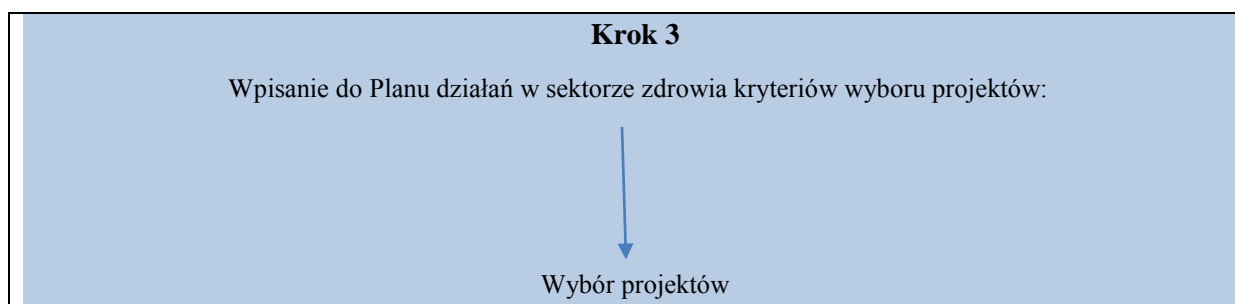 Krok 3
Wpisanie do Planu działań w sektorze zdrowia kryteriów wyboru projektów:
Wybór projektów